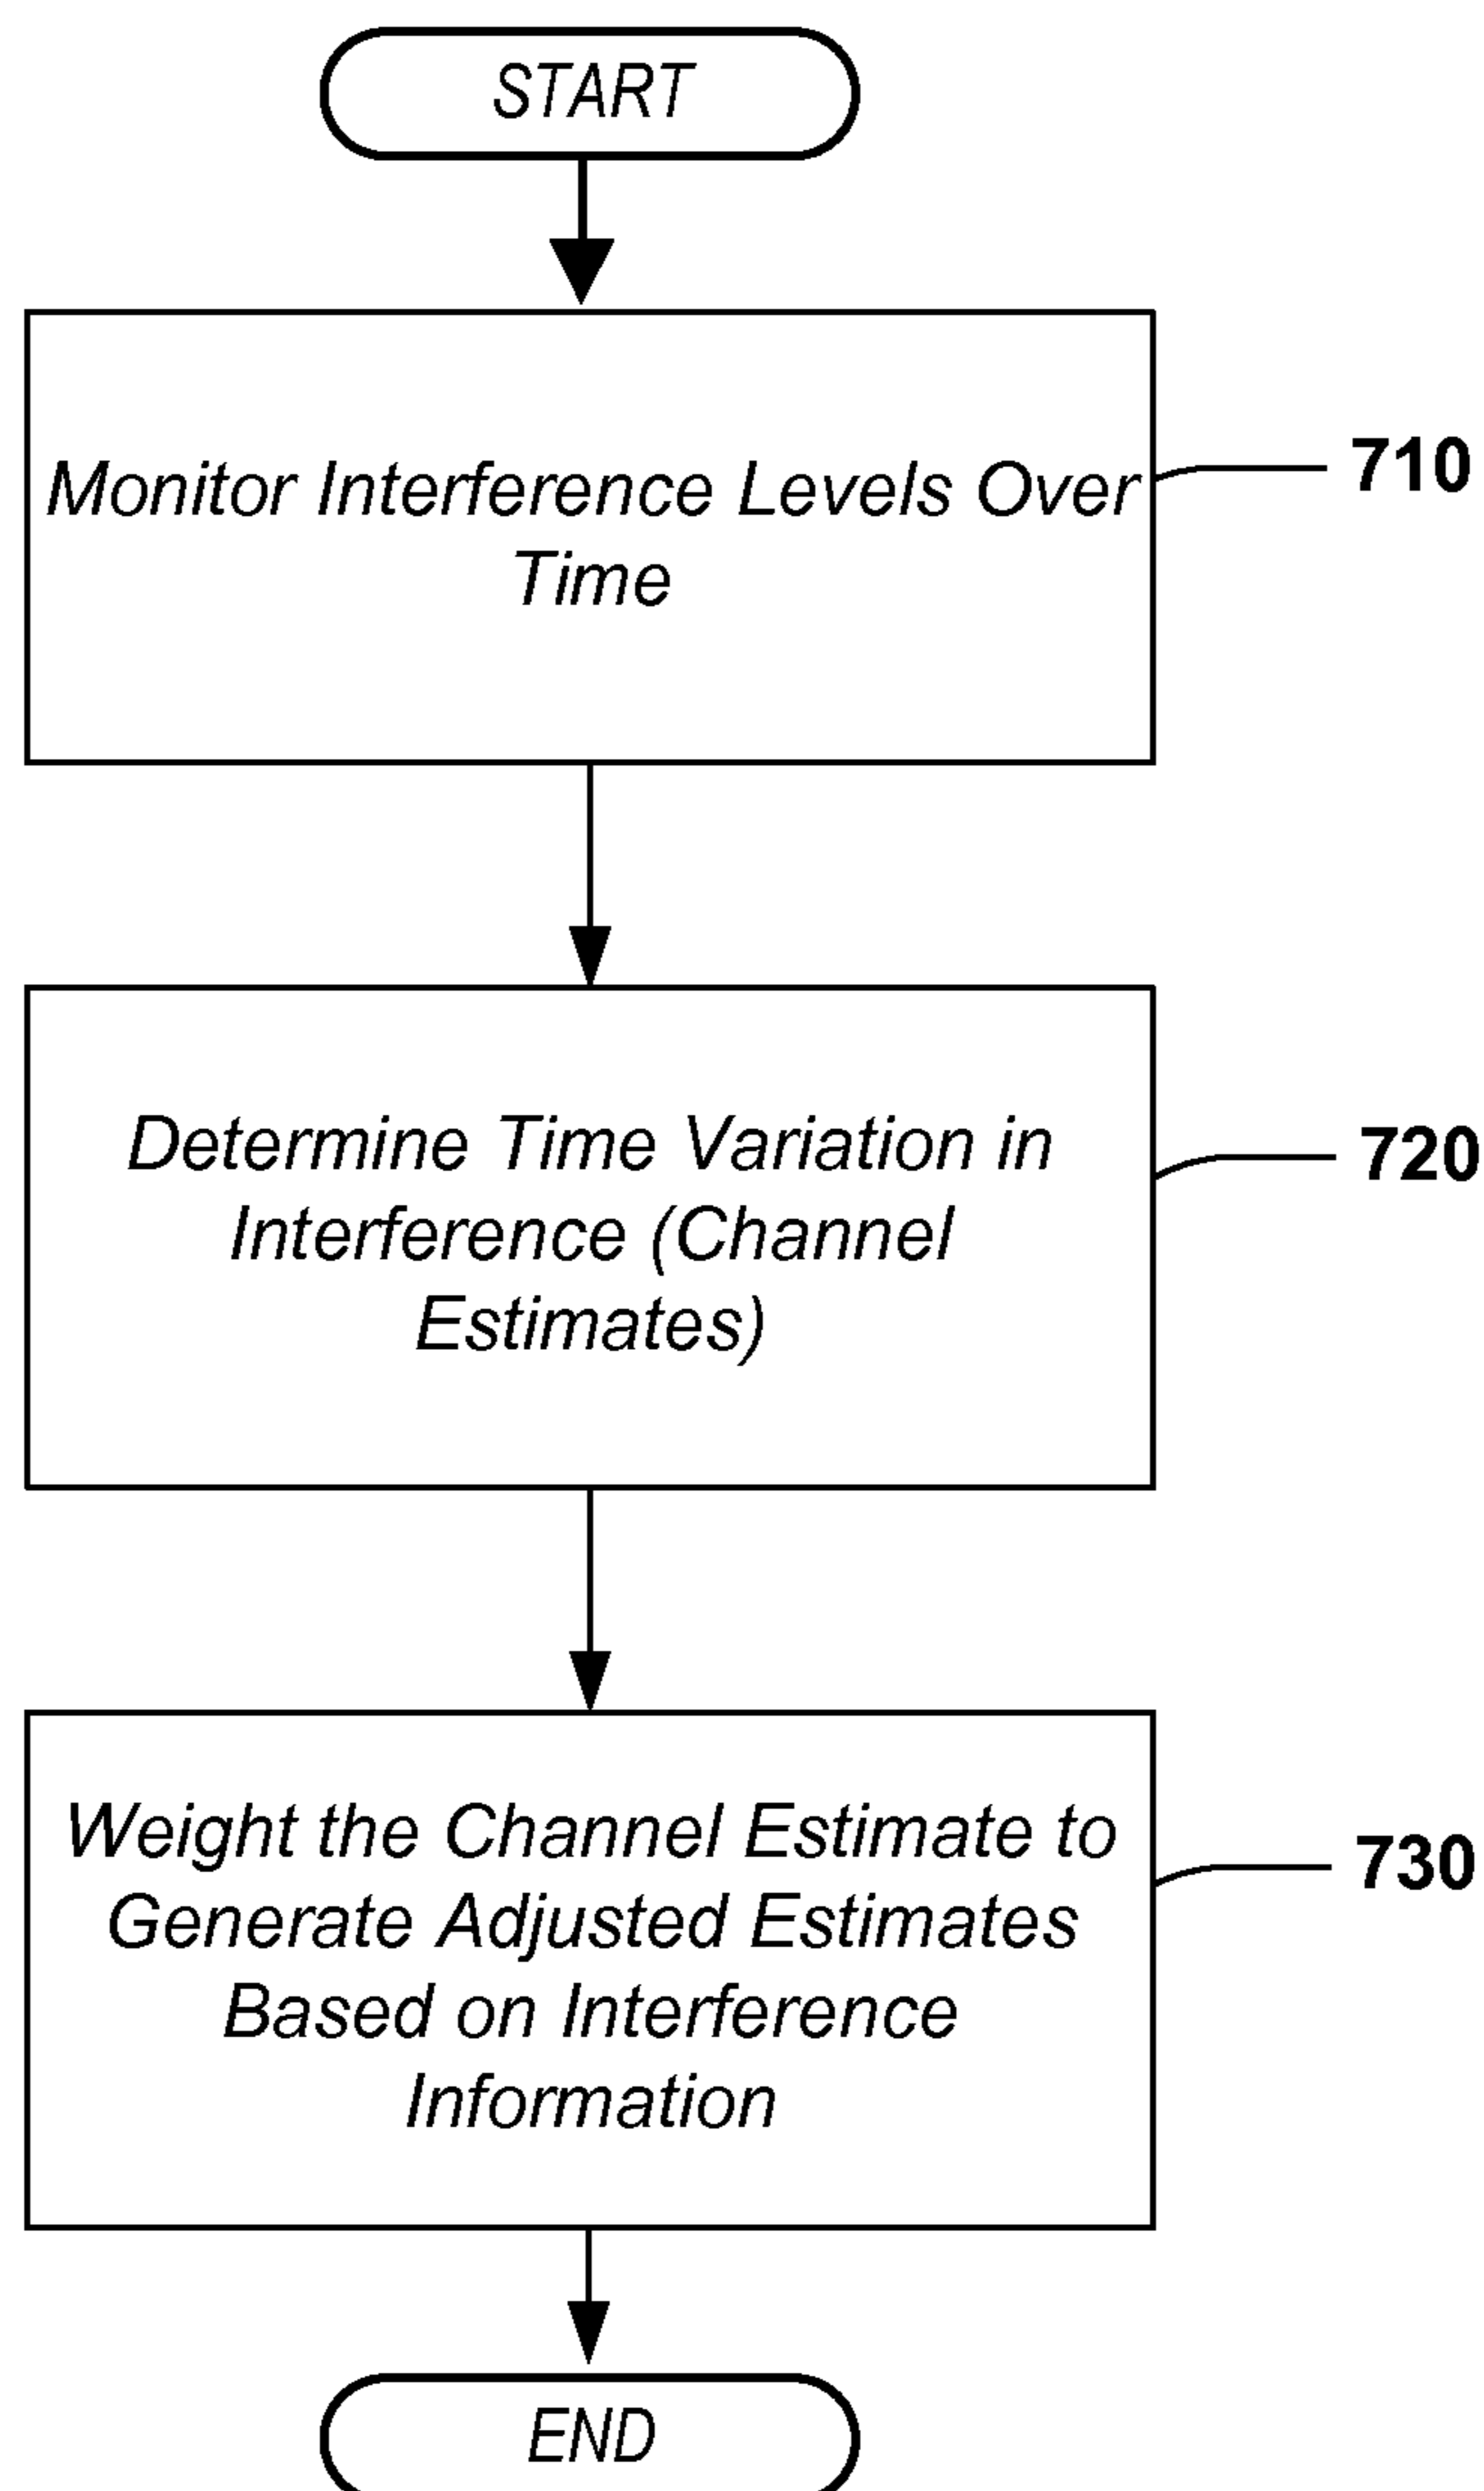 START
Monitor Interference Levels Over
Time
710
Determine Time Variation in
Interference (Channel
Estimates)
720
Weight the Channel Estimate to
Generate Adjusted Estimates
Based on Interference
Information
730
END